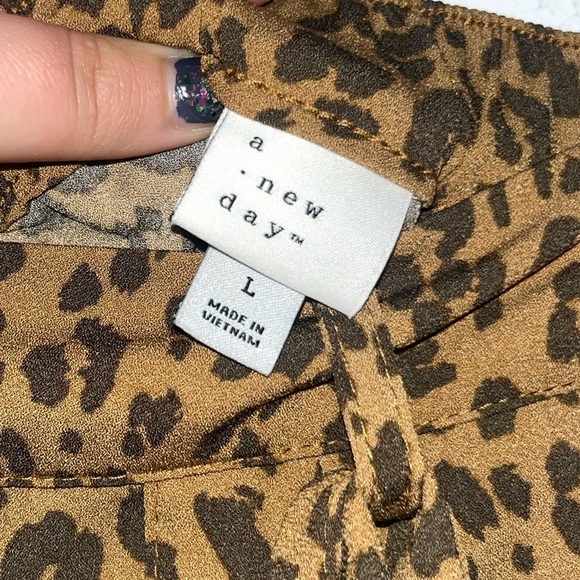 a
. new
day™
L
MADE IN
VIETNAM